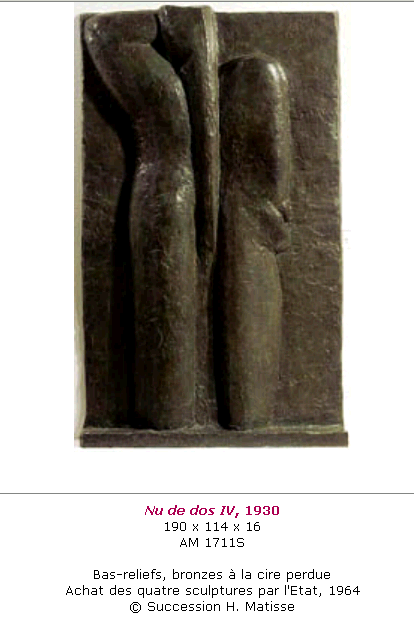 Nu de dos IV, 1930
190 x 114 x 16
AM 1711S
Bas-reliefs, bronzes à la cire perdue
Achat des quatre sculptures par l'Etat, 1964
© Succession H. Matisse